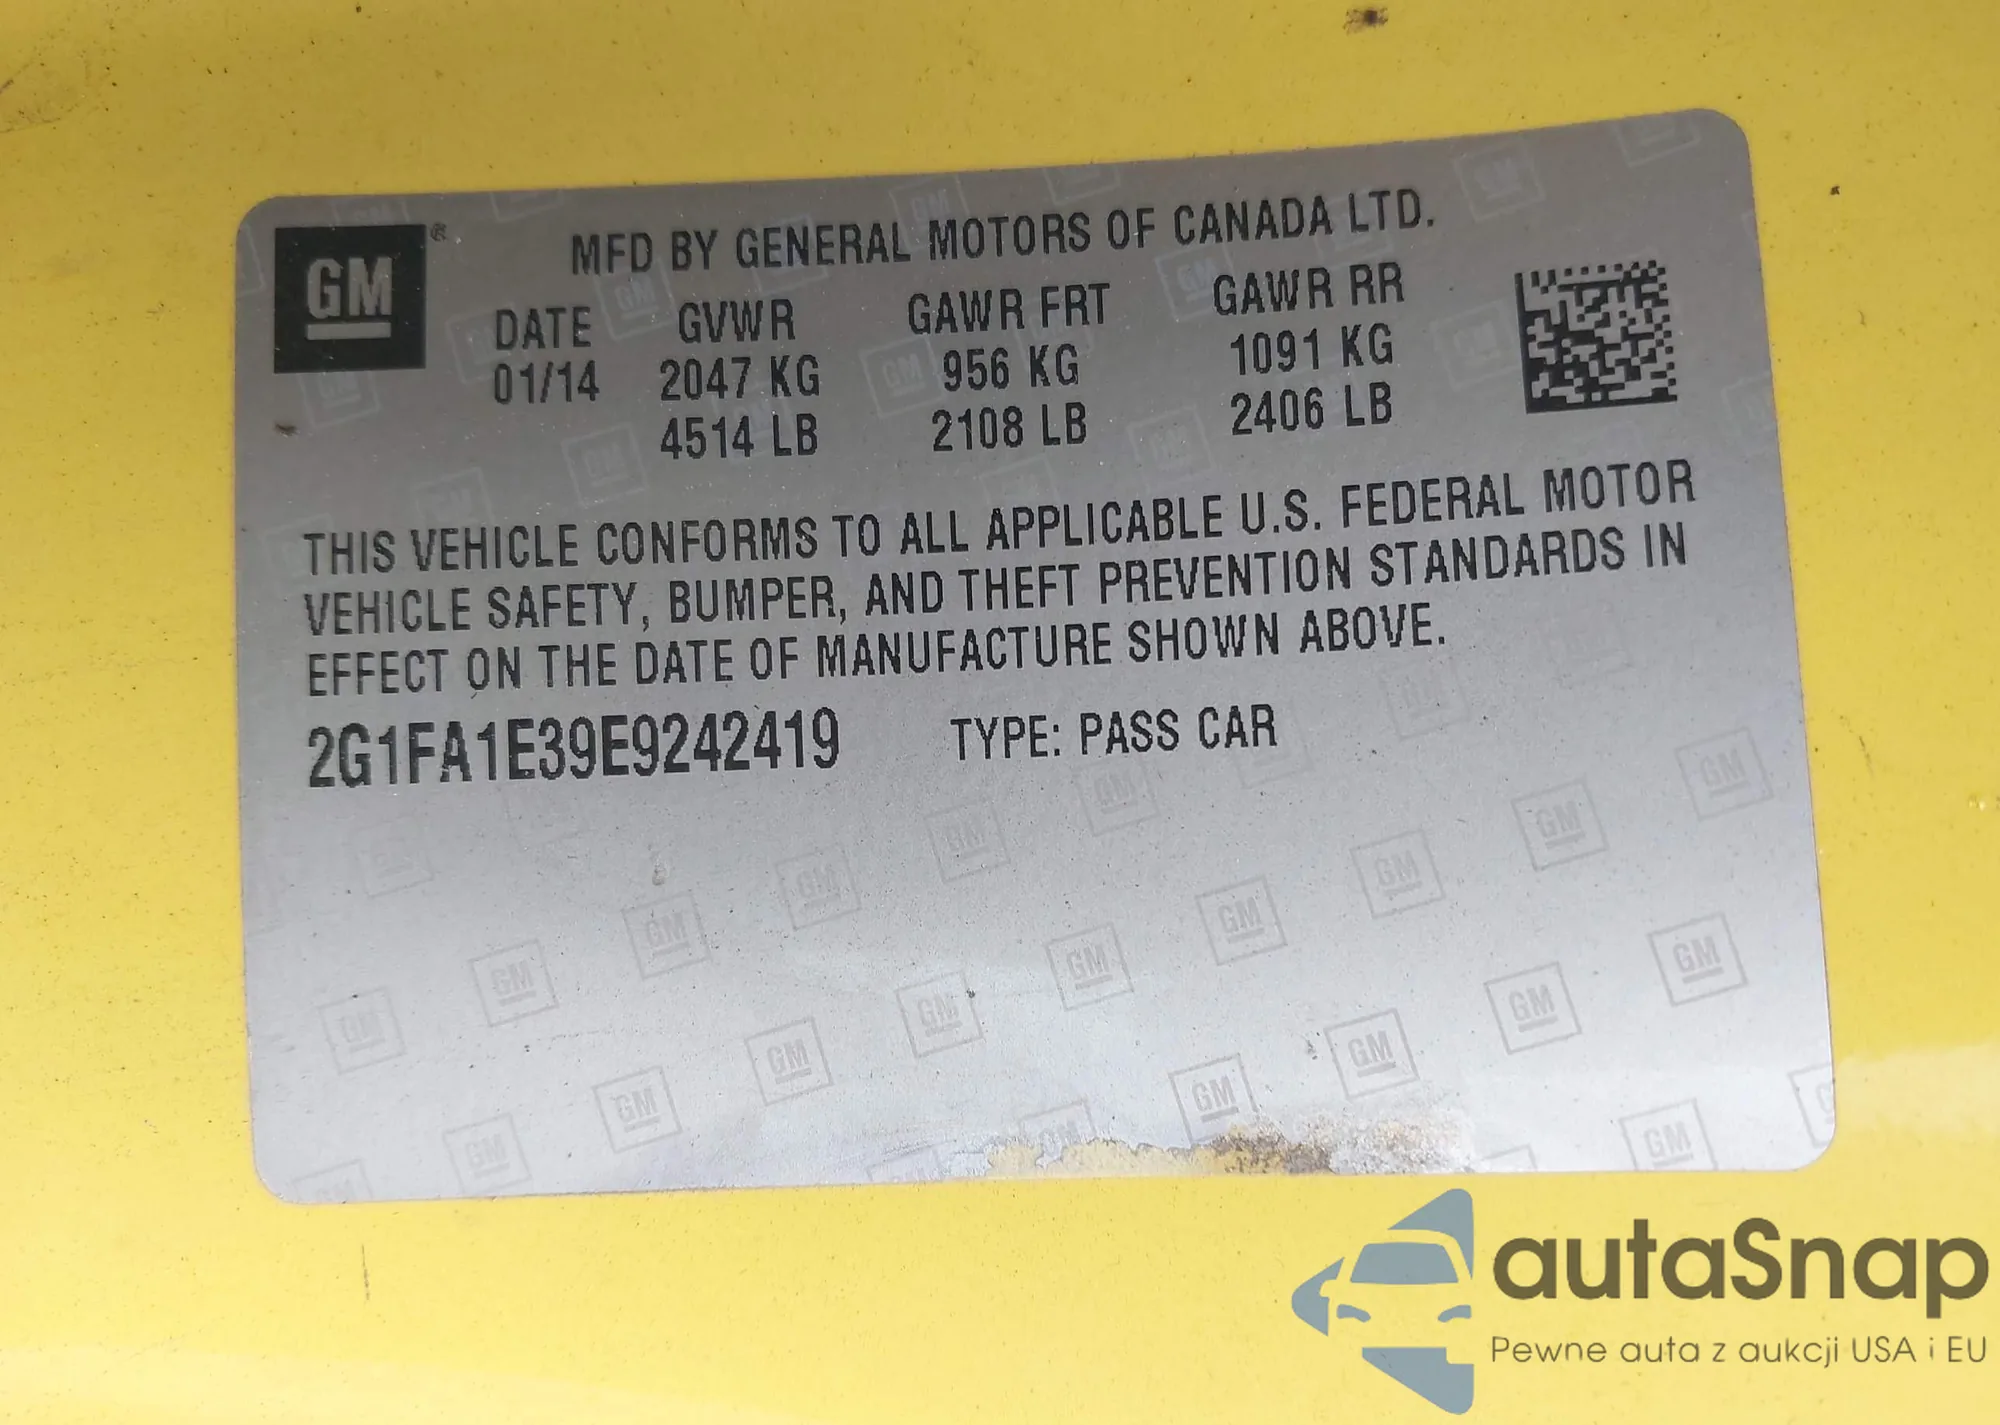 GM ®
MFD BY GENERAL MOTORS OF CANADA LTD.
DATE GVWR GAWR FRT GAWR RR
01/14 2047 KG 956 KG 1091 KG
4514 LB 2108 LB 2406 LB
THIS VEHICLE CONFORMS TO ALL APPLICABLE U.S. FEDERAL MOTOR
VEHICLE SAFETY, BUMPER, AND THEFT PREVENTION STANDARDS IN
EFFECT ON THE DATE OF MANUFACTURE SHOWN ABOVE.
2G1FA1E39E9242419 TYPE: PASS CAR
autaSnap
Pewne auta z aukcji USA i EU